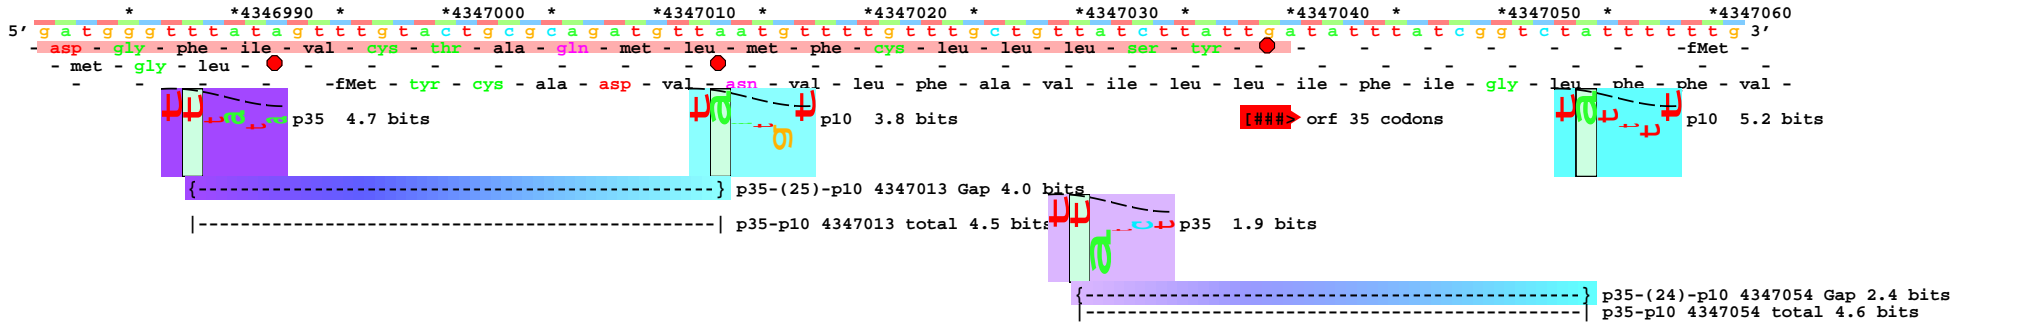 * *4346990 * *4347000 * *4347010 * *4347020 * *4347030 * *4347040 * *4347050 * *4347060
5' g a t g g g t t t a t a g t t t g t a c t g c g c a g a t g t t a a t g t t t t g t t t g c t g t t a t c t t a t t g a t a t t t a t c g g t c t a t t t t t t g 3'
- asp - gly - phe - ile - val - cys - thr - ala - gln - met - leu - met - phe - cys - leu - leu - leu - ser - tyr - - - - - - - -fMet -
- met - gly - leu - - - - - - - - - - - - - - - - - - - - - - - -
- - - - -fMet - tyr - cys - ala - asp - val - asn - val - leu - phe - ala - val - ile - leu - leu - ile - phe - ile - gly - leu - phe - phe - val -
p35 4.7 bits p10 3.8 bits [###> orf 35 codons p10 5.2 bits
{-------------------------------------------------} p35-(25)-p10 4347013 Gap 4.0 bits
|-------------------------------------------------| p35-p10 4347013 total 4.5 bits p35 1.9 bits
{-----------------------------------------------} p35-(24)-p10 4347054 Gap 2.4 bits
|-----------------------------------------------| p35-p10 4347054 total 4.6 bits